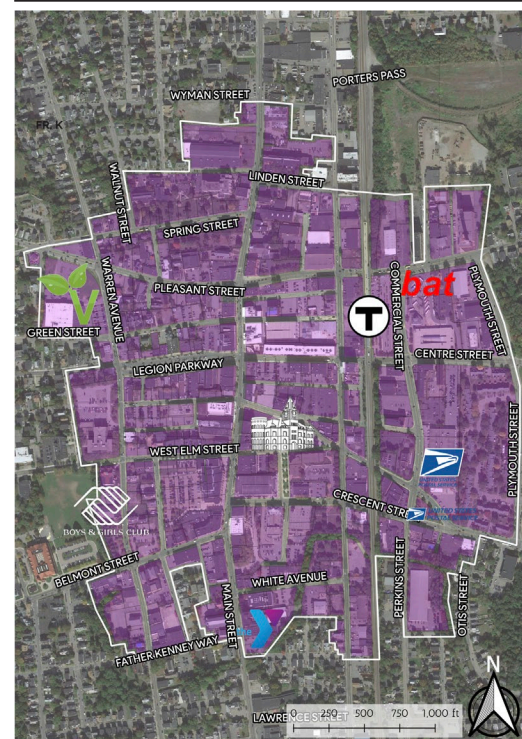 WYMAN STREET
PORTERS PASS
WALNUT STREET
LINDEN STREET
SPRING STREET
WARREN AVENUE
PLEASANT STREET
COMMERCIAL STREET
bat
PLYMOUTH STREET
V
GREEN STREET
T
CENTRE STREET
LEGION PARKWAY
PLYMOUTH STREET
WEST ELM STREET
CRESCENT STR
BOYS & GIRLS CLUB
BELMONT STREET
WHITE AVENUE
MAIN STREET
PERKINS STREET
OTIS STREET
FATHER KENNEY WAY
N
LAWRENCE STREET
0 250 500 750 1,000 ft